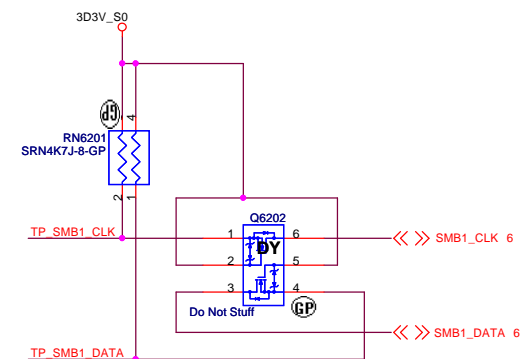 3D3V_S0
GP
3 4
RN6201
SRN4K7J-8-GP
2 1
Q6202
TP_SMB1_CLK
1 6
SMB1_CLK 6
DY
2 5
3 4
Do Not Stuff
GP
SMB1_DATA 6
TP_SMB1_DATA